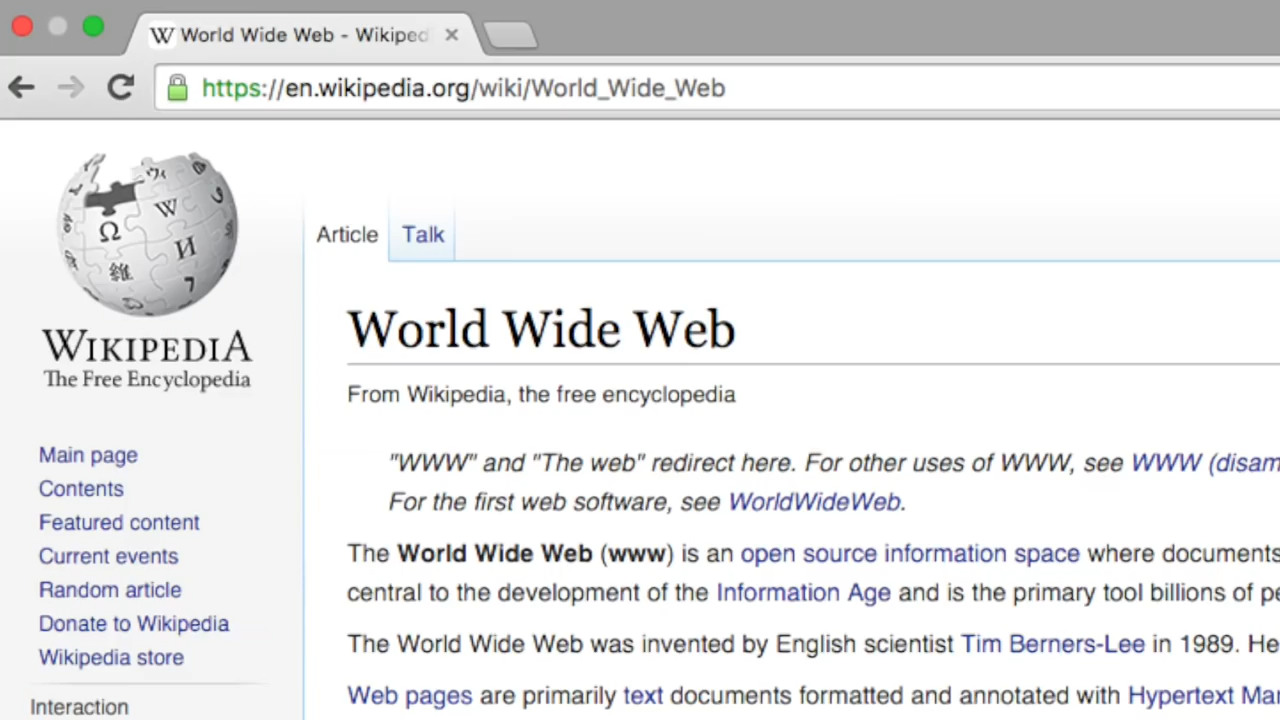 World Wide Web - Wikiped
https://en.wikipedia.org/wiki/World_Wide_Web
WIKIPEDIA
The Free Encyclopedia
Main page
Contents
Featured content
Current events
Random article
Donate to Wikipedia
Wikipedia store
Interaction
Article
Talk
World Wide Web
From Wikipedia, the free encyclopedia
"WWW" and "The web" redirect here. For other uses of WWW, see WWW (disam
For the first web software, see WorldWideWeb.
The World Wide Web (www) is an open source information space where documents
central to the development of the Information Age and is the primary tool billions of pe
The World Wide Web was invented by English scientist Tim Berners-Lee in 1989. He
Web pages are primarily text documents formatted and annotated with Hypertext Mar